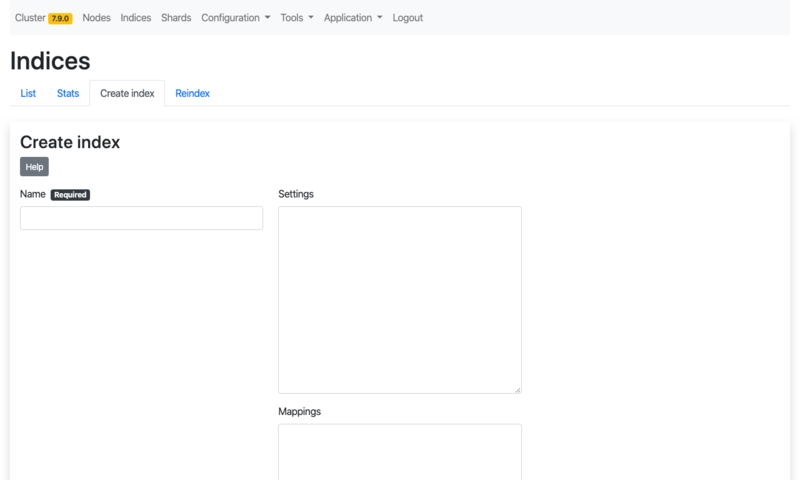 Cluster 7.9.0 Nodes Indices Shards Configuration Tools Application Logout
Indices
List Stats Create index Reindex
Create index
Help
Name Required
Settings
Mappings